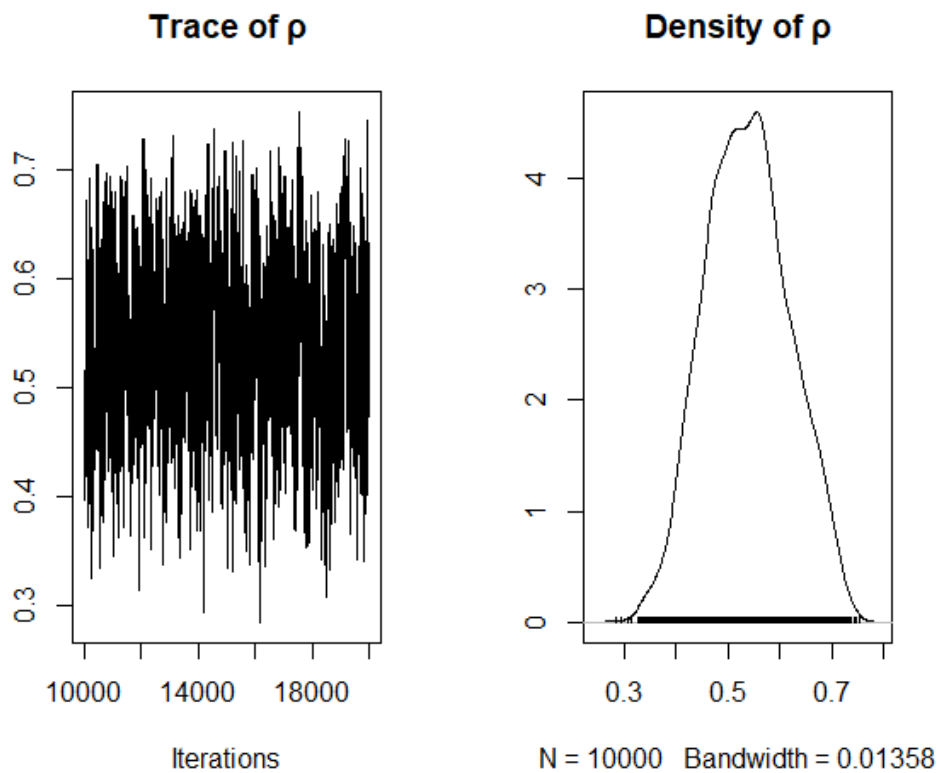 Trace of ρ
0.7
0.6
0.5
0.4
0.3
10000 14000 18000
Iterations
Density of ρ
4
3
2
1
0
0.3 0.5 0.7
N = 10000 Bandwidth = 0.01358